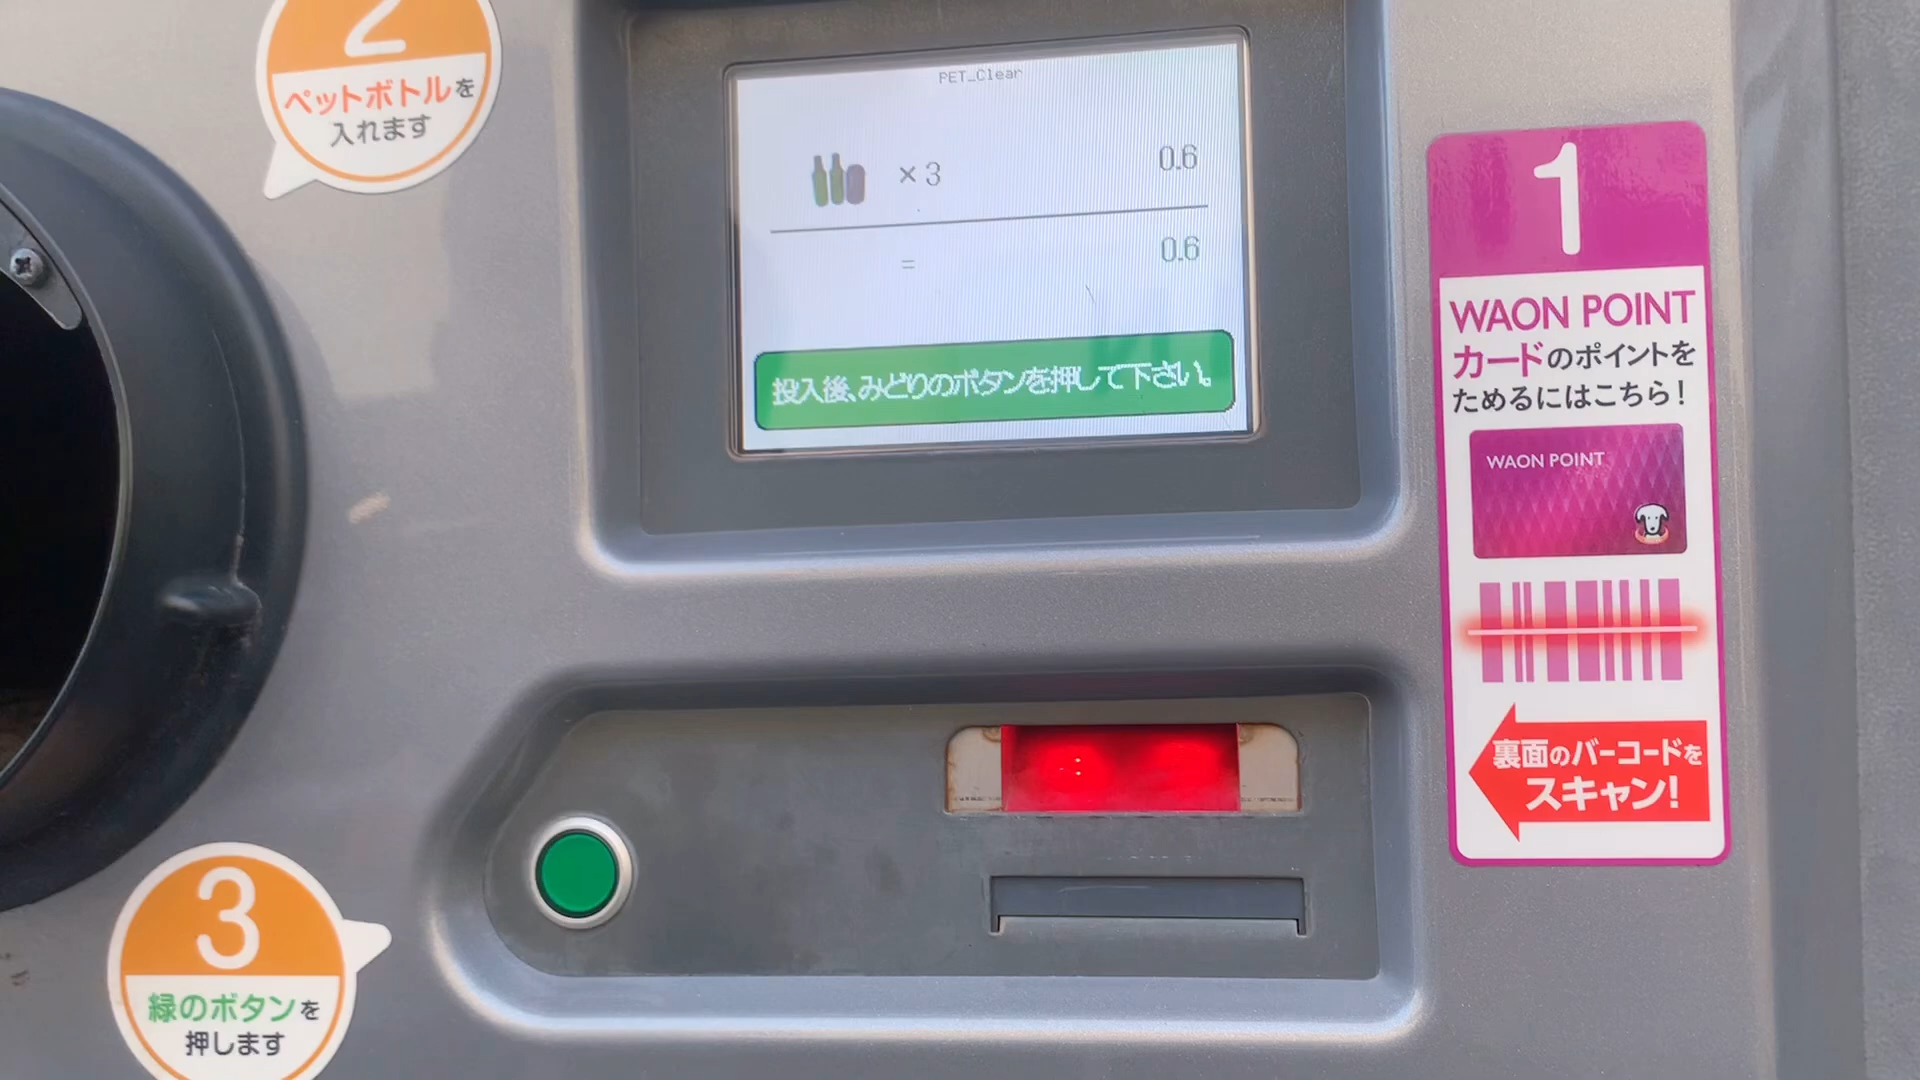 2
ペットボトルを
入れます
PET_Clear
×3 0.6
= 0.6
投入後、みどりのボタンを押して下さい。
1
WAON POINT
カードのポイントを
ためるにはこちら!
WAON POINT
裏面のバーコードを
スキャン!
3
緑のボタンを
押します